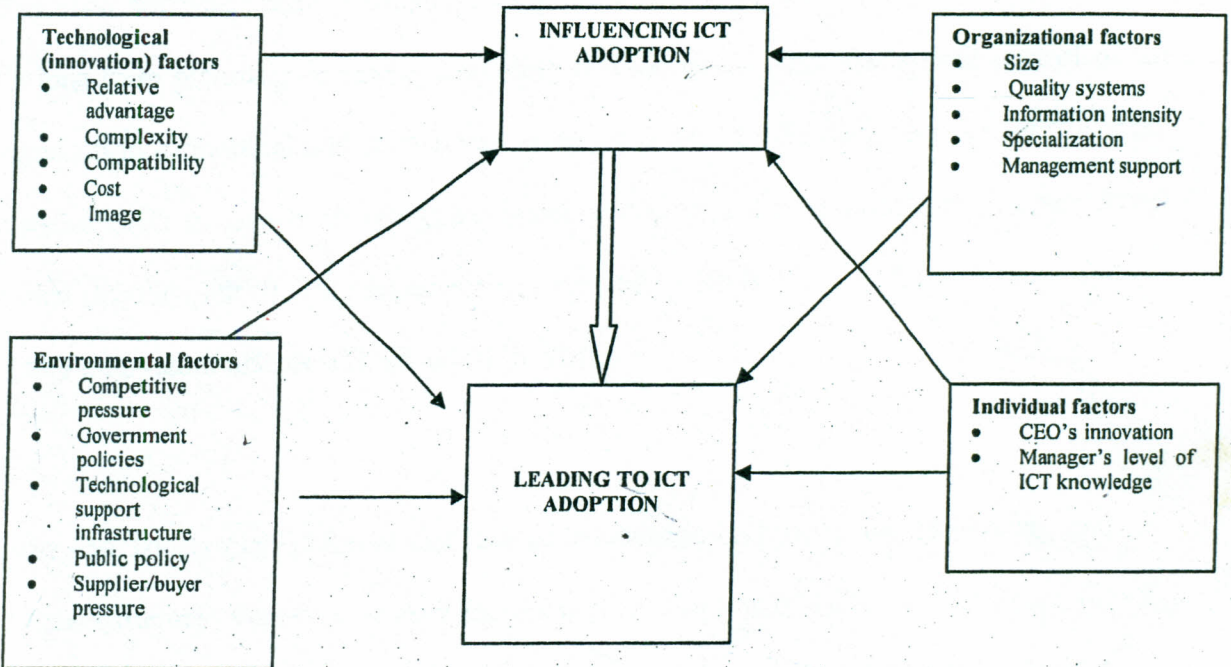 Technological
(innovation) factors
• Relative
advantage
• Complexity
• Compatibility
• Cost
• Image
INFLUENCING ICT
ADOPTION
Organizational factors
• Size
• Quality systems
• Information intensity
• Specialization
• Management support
Environmental factors
• Competitive
pressure
• Government
policies
• Technological
support
infrastructure
• Public policy
• Supplier/buyer
pressure
LEADING TO ICT
ADOPTION
Individual factors
• CEO's innovation
• Manager's level of
ICT knowledge